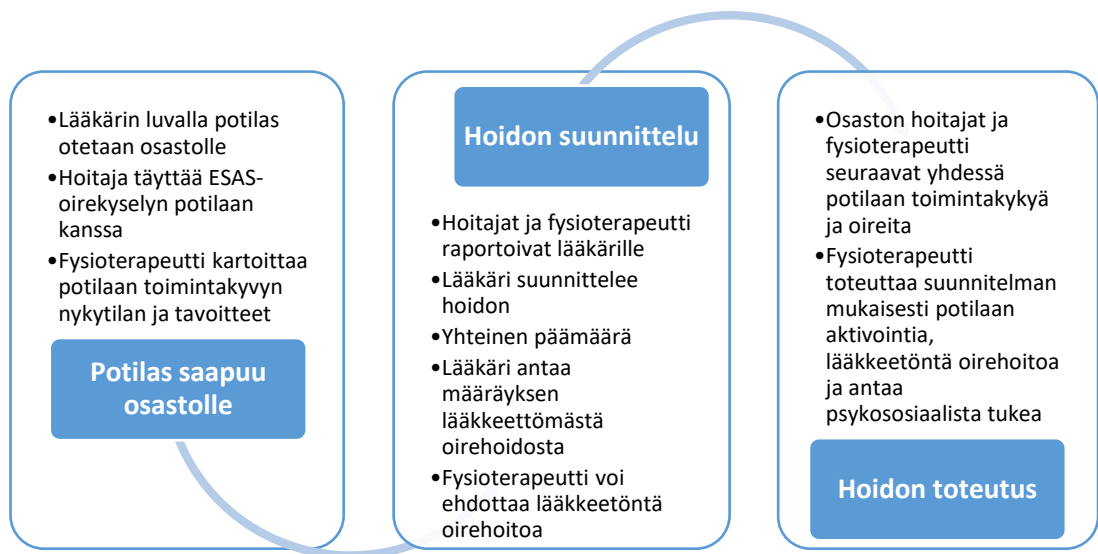 •Lääkärin luvalla potilas
otetaan osastolle
•Hoitaja täyttää ESAS-
oirekyselyn potilaan
kanssa
•Fysioterapeutti kartoittaa
potilaan toimintakyvyn
nykytilan ja tavoitteet
Potilas saapuu
osastolle
Hoidon suunnittelu
•Hoitajat ja fysioterapeutti
raportoivat lääkärille
•Lääkäri suunnittelee
hoidon
•Yhteinen päämäärä
•Lääkäri antaa
määräyksen
lääkkeettömästä
oirehoidosta
•Fysioterapeutti voi
ehdottaa lääkkeetöntä
oirehoitoa
•Osaston hoitajat ja
fysioterapeutti
seuraavat yhdessä
potilaan toimintakykyä
ja oireita
•Fysioterapeutti
toteuttaa suunnitelman
mukaisesti potilaan
aktivointia,
lääkkeetöntä oirehoitoa
ja antaa
psykososiaalista tukea
Hoidon toteutus